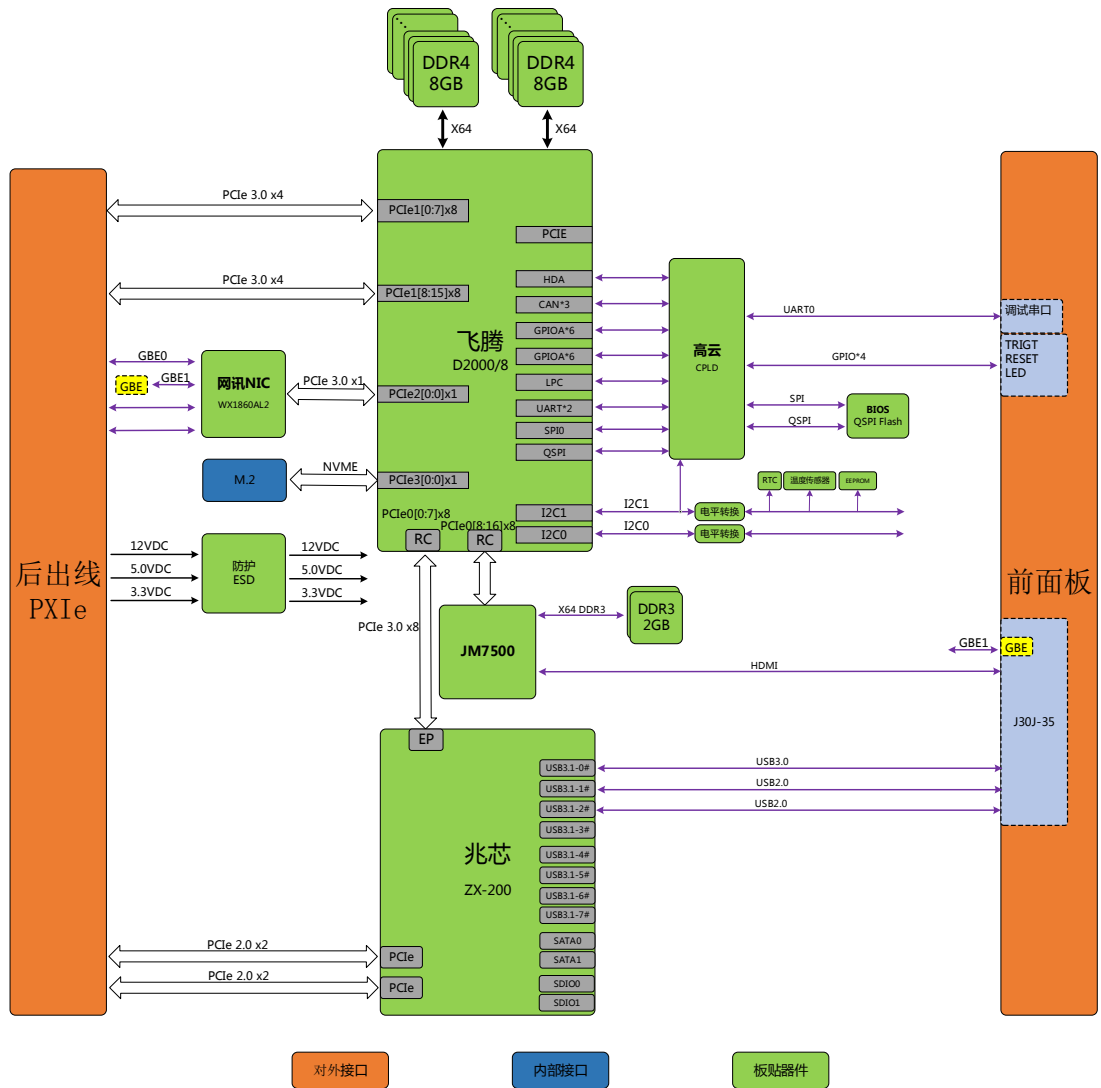 DDR4
8GB
DDR4
8GB
X64
X64
PCIe 3.0 x4
PCIe1[0:7]x8
PCIE
PCIe 3.0 x4
PCIe1[8:15]x8
HDA
CAN*3
GPIOA*6
GPIOA*6
LPC
UART*2
SPI0
QSPI
飞腾
D2000/8
高云
CPLD
UART0
调试串口
GPIO*4
TRIGT
RESET
LED
SPI
QSPI
BIOS
QSPI Flash
GBE0
GBE1
GBE
网讯NIC
WX1860AL2
PCIe 3.0 x1
PCIe2[0:0]x1
M.2
NVME
PCIe3[0:0]x1
PCIe0[0:7]x8
PCIe0[8:16]x8
RC
RC
I2C1
I2C0
I2C1
I2C0
电平转换
电平转换
RTC
温度传感器
EEPROM
后出线
PXIe
12VDC
5.0VDC
3.3VDC
防护
ESD
12VDC
5.0VDC
3.3VDC
前面板
PCIe 3.0 x8
JM7500
X64 DDR3
DDR3
2GB
HDMI
GBE1
GBE
J30J-35
EP
USB3.1-0#
USB3.1-1#
USB3.1-2#
USB3.1-3#
USB3.1-4#
USB3.1-5#
USB3.1-6#
USB3.1-7#
USB3.0
USB2.0
USB2.0
兆芯
ZX-200
SATA0
SATA1
SDIO0
SDIO1
PCIe 2.0 x2
PCIe
PCIe 2.0 x2
PCIe
对外接口
内部接口
板贴器件